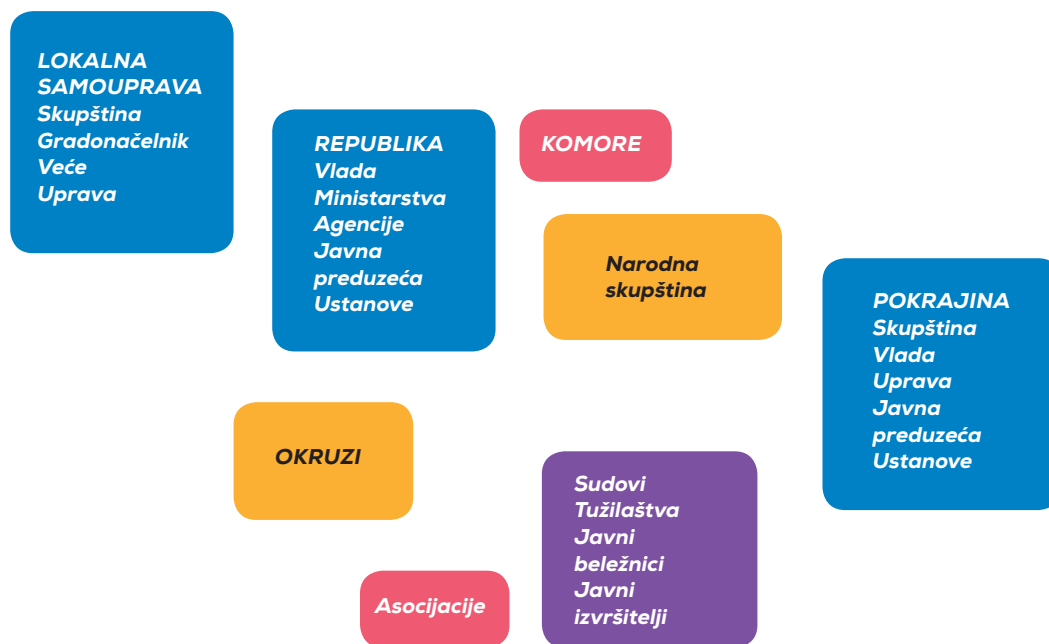 LOKALNA
SAMOUPRAVA
Skupština
Gradonačelnik
Veće
Uprava
REPUBLIKA
Vlada
Ministarstva
Agencije
Javna
preduzeća
Ustanove
KOMORE
Narodna
skupština
POKRAJINA
Skupština
Vlada
Uprava
Javna
preduzeća
Ustanove
OKRUZI
Sudovi
Tužilaštva
Javni
beležnici
Javni
izvršitelji
Asocijacije